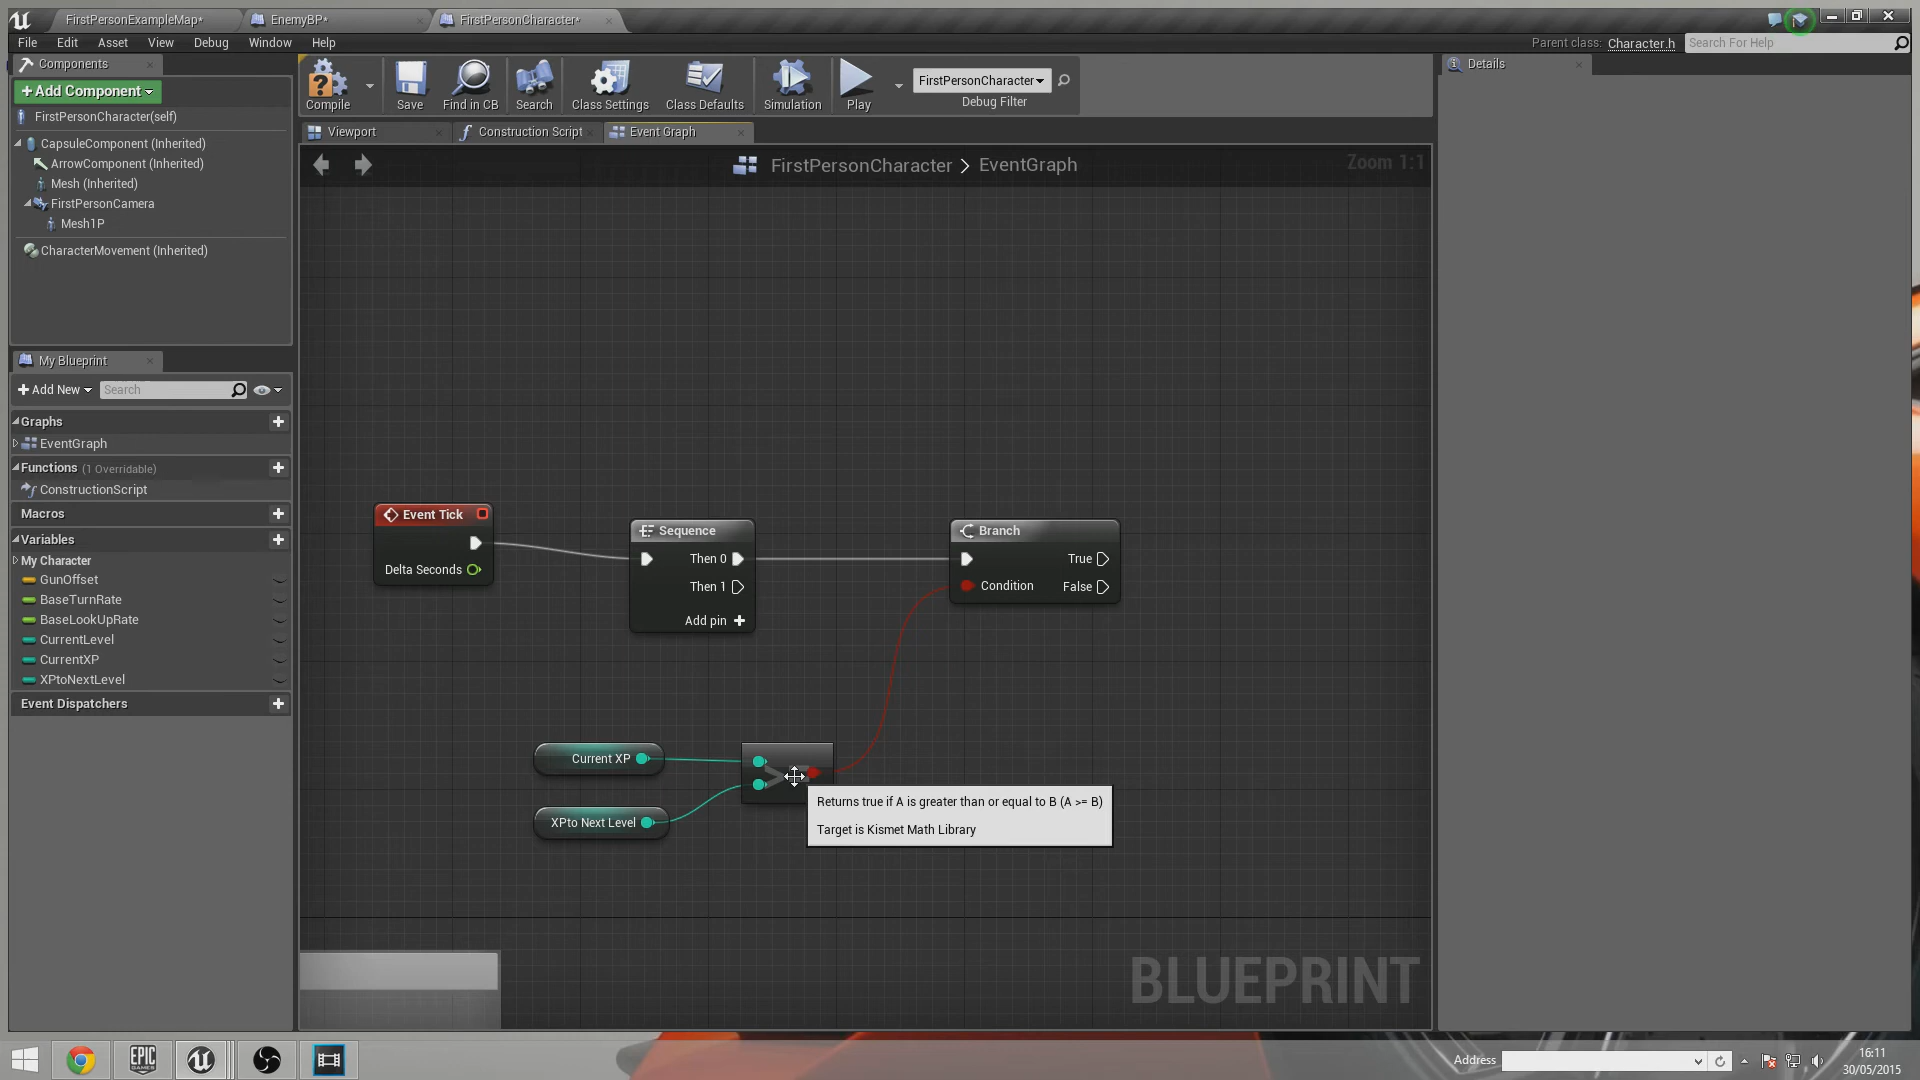 FirstPersonExampleMap*
EnemyBP*
FirstPersonCharacter*
File Edit Asset View Debug Window Help
Parent class: Character.h
Search For Help
Components
+Add Component
FirstPersonCharacter(self)
CapsuleComponent (Inherited)
ArrowComponent (Inherited)
Mesh (Inherited)
FirstPersonCamera
Mesh1P
CharacterMovement (Inherited)
My Blueprint
+Add New
Search
Graphs
EventGraph
Functions (1 Overridable)
ConstructionScript
Macros
Variables
My Character
GunOffset
BaseTurnRate
BaseLookUpRate
CurrentLevel
CurrentXP
XPtoNextLevel
Event Dispatchers
Compile
Save
Find in CB
Search
Class Settings
Class Defaults
Simulation
Play
FirstPersonCharacter
Debug Filter
Viewport
Construction Script
Event Graph
FirstPersonCharacter > EventGraph
Zoom 1:1
Event Tick
Delta Seconds
Sequence
Then 0
Then 1
Add pin +
Branch
True
Condition
False
Current XP
XPto Next Level
Returns true if A is greater than or equal to B (A >= B)
Target is Kismet Math Library
BLUEPRINT
Details
EPIC
GAMES
Address
16:11
30/05/2015